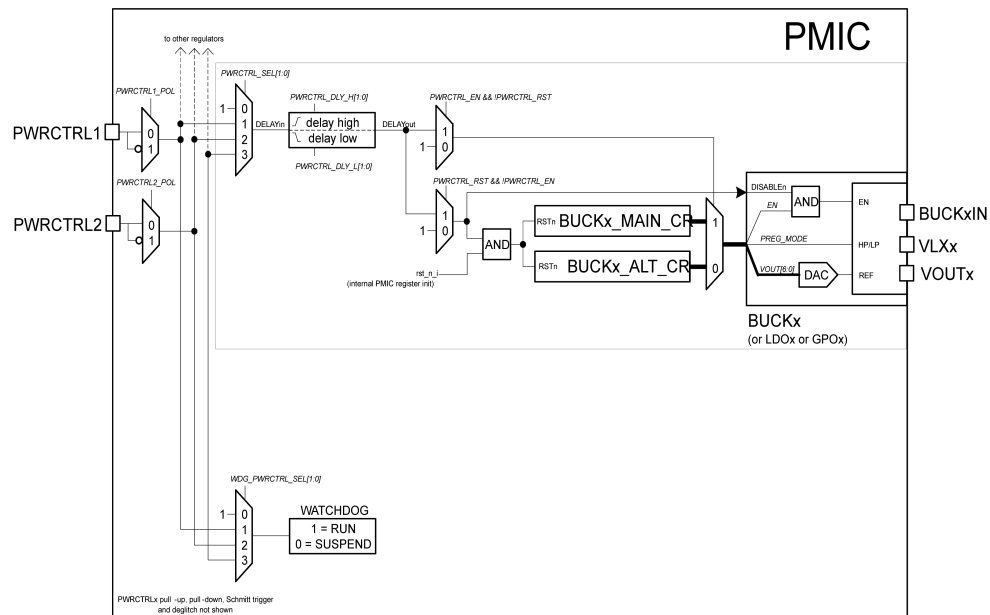 PMIC
to other regulators
PWRCTRL_SEL[1:0]
PWRCTRL1_POL
PWRCTRL_DLY_H[1:0]
PWRCTRL_EN && !PWRCTRL_RST
1
0
1
2
3
DELAYin
delay high
delay low
DELAYout
1
1
0
PWRCTRL1
0
1
PWRCTRL_DLY_L[1:0]
PWRCTRL2_POL
PWRCTRL_RST && !PWRCTRL_EN
1
1
0
DISABLEn
EN
AND
EN
BUCKxIN
PWRCTRL2
0
1
AND
RSTn
BUCKx_MAIN_CR
1
PREG_MODE
HP/LP
VLXx
RSTn
BUCKx_ALT_CR
0
VOUT[6:0]
DAC
REF
VOUTx
rst_n_i
(internal PMIC register init)
BUCKx
(or LDOx or GPOx)
WDG_PWRCTRL_SEL[1:0]
1
0
1
2
3
WATCHDOG
1 = RUN
0 = SUSPEND
PWRCTRLx pull -up, pull -down, Schmitt trigger
and deglitch not shown